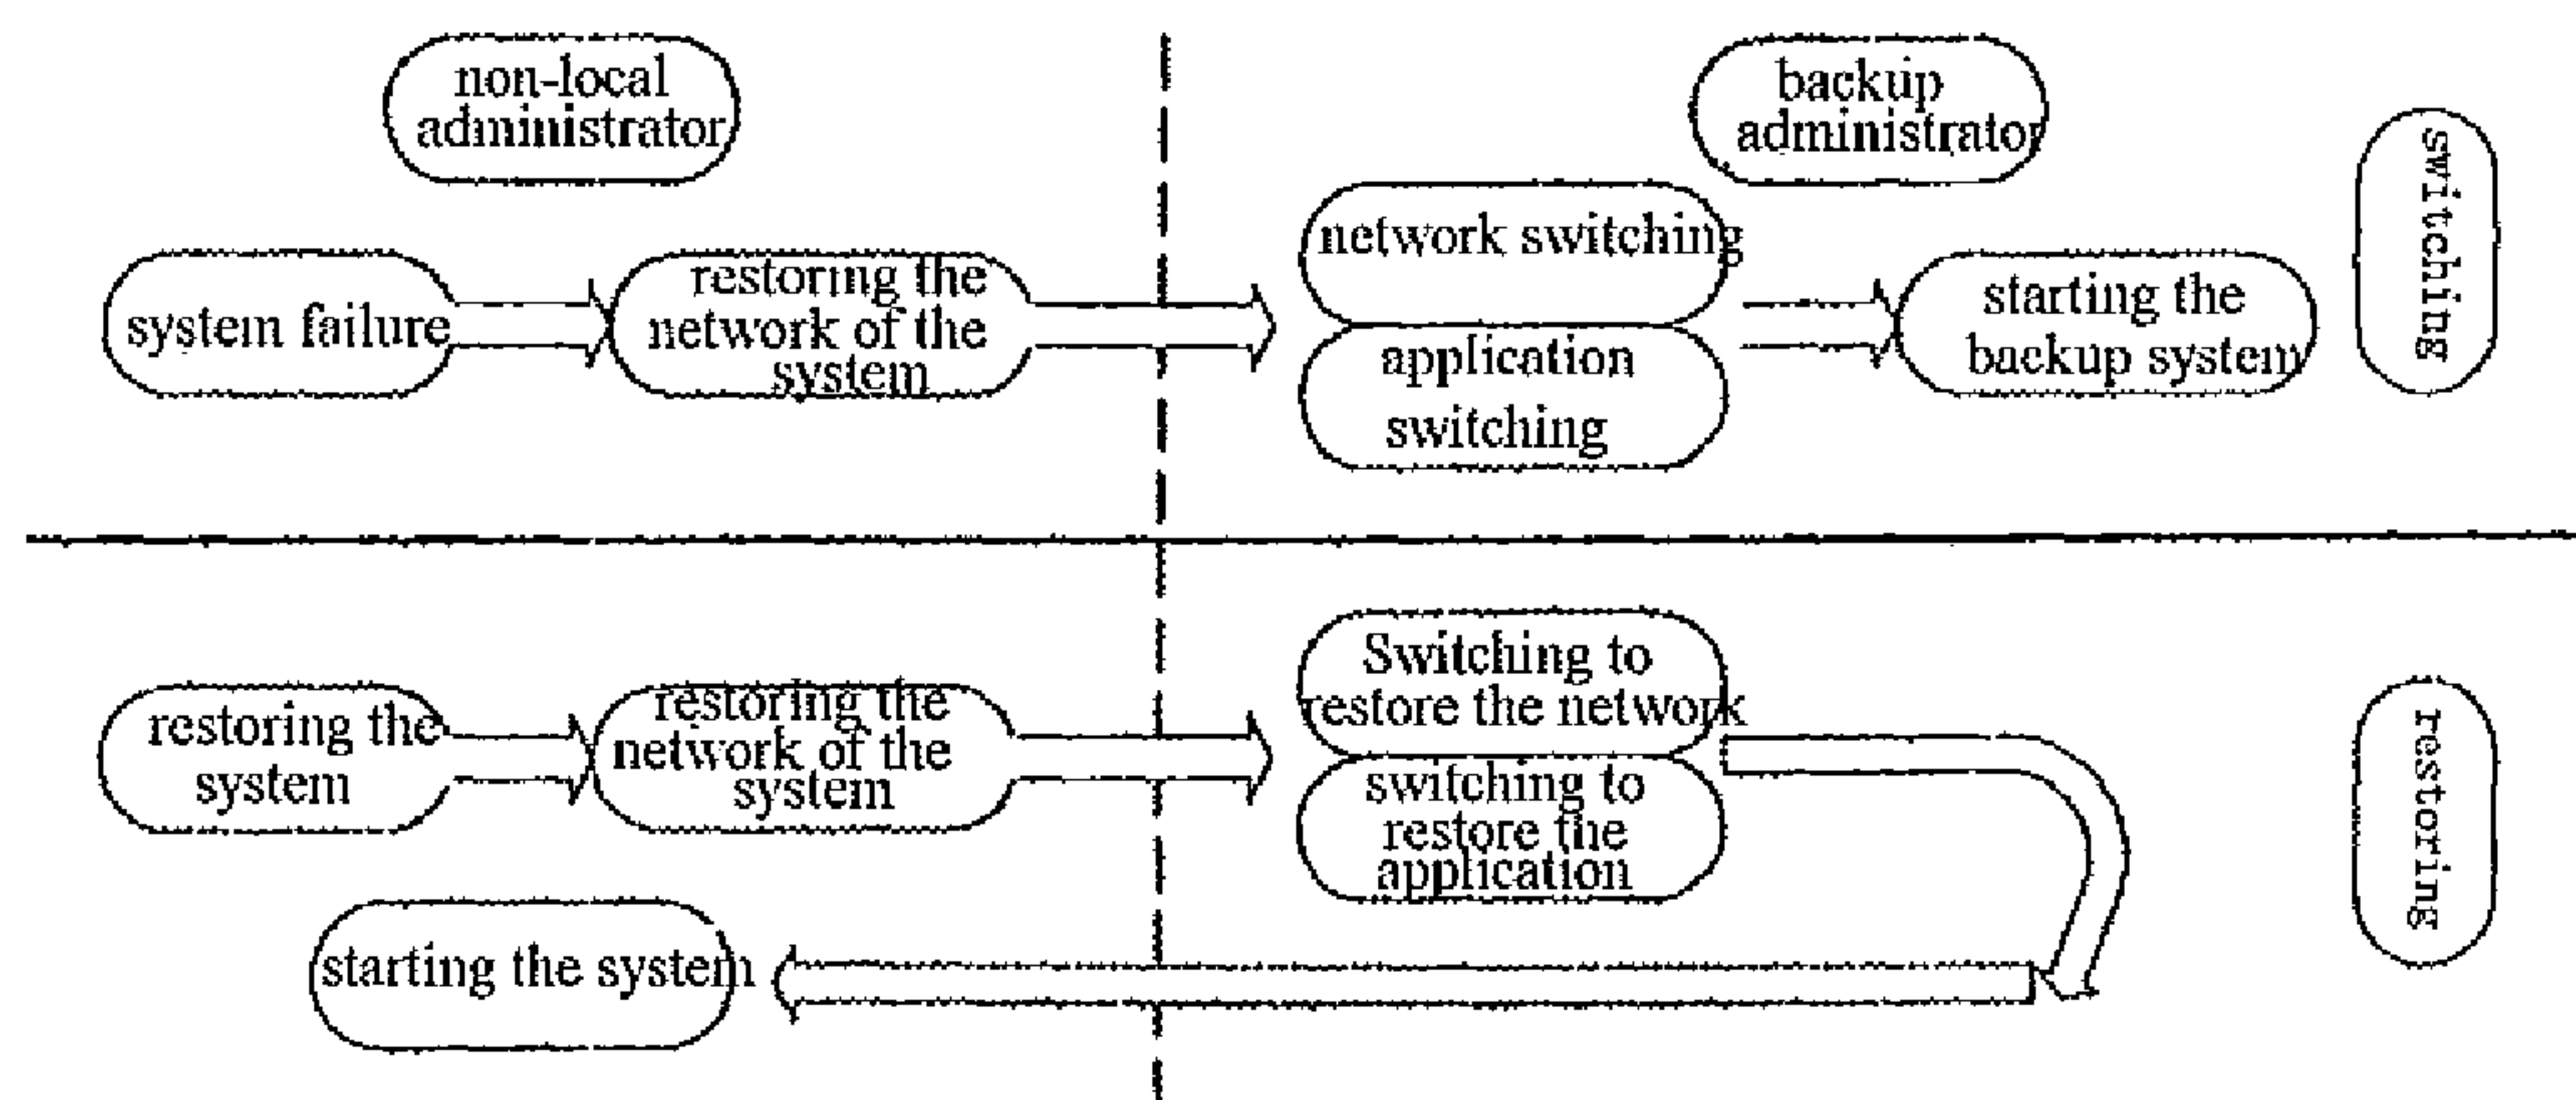 non-local
administrator
backup
administrator
switching
system failure
restoring the
network of the
system
network switching
application
switching
starting the
backup system
restoring the
system
restoring the
network of the
system
Switching to
restore the network
switching to
restore the
application
restoring
starting the system